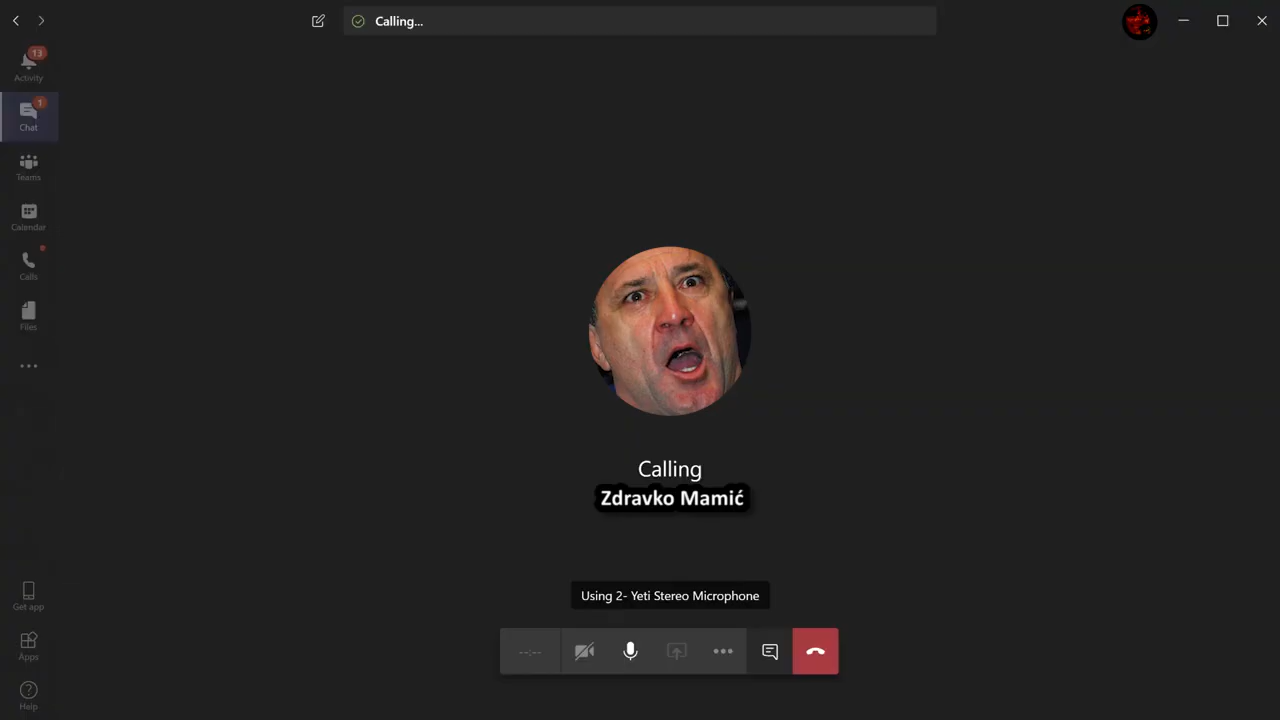 Calling...
13
Activity
1
Chat
Teams
Calendar
Calls
Files
Calling
Zdravko Mamić
Using 2- Yeti Stereo Microphone
--:--
Get app
Apps
Help